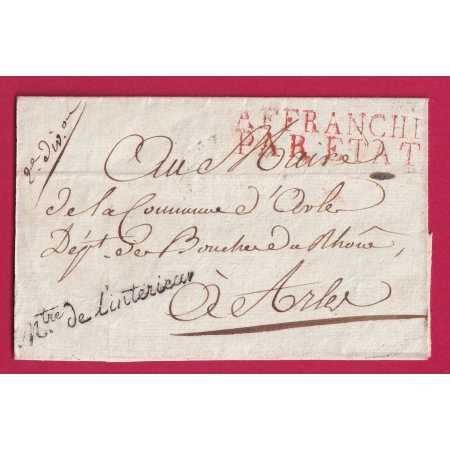 2e Divon
AFFRANCHI
PAR ETAT
Au Maire
de la Commune d'Arles
Dépt. des Bouches du Rhône,
à Arles
Mtre de l'intérieur